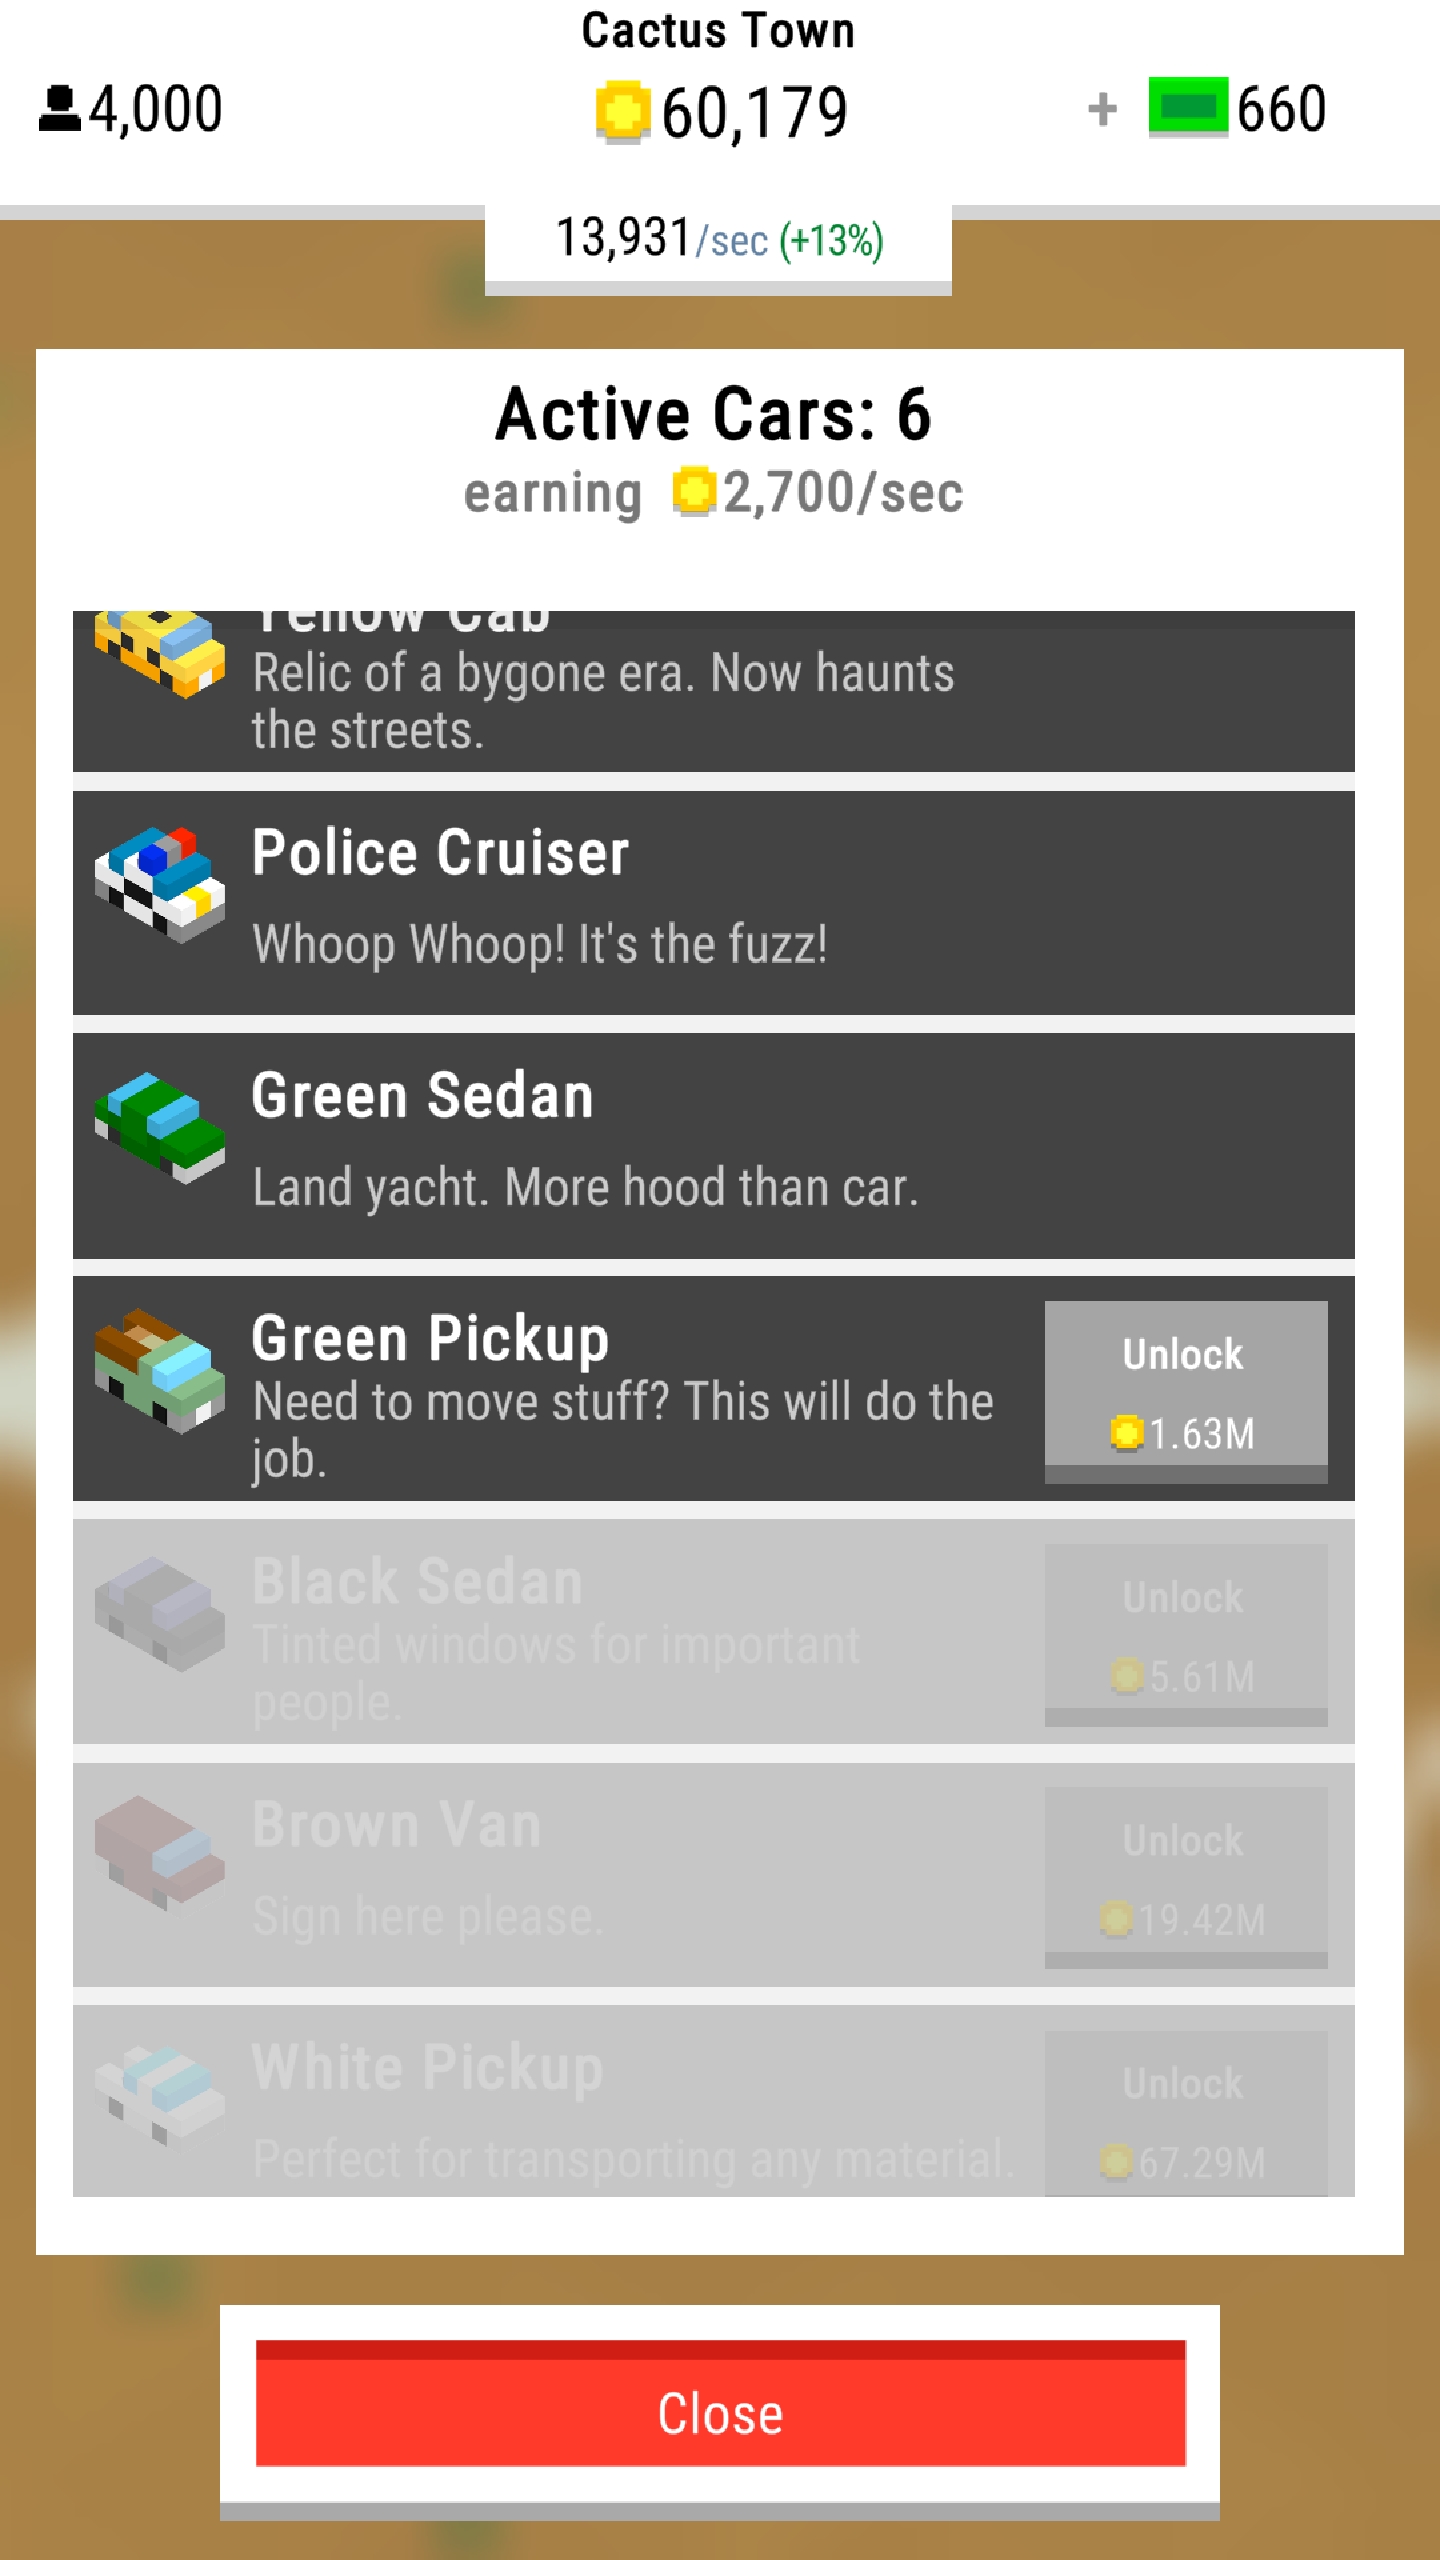 Cactus Town
4,000
60,179
+ 660
13,931/sec (+13%)
Active Cars: 6
earning 2,700/sec
Yellow Cab
Relic of a bygone era. Now haunts
the streets.
Police Cruiser
Whoop Whoop! It's the fuzz!
Green Sedan
Land yacht. More hood than car.
Green Pickup
Need to move stuff? This will do the
job.
Unlock
1.63M
Black Sedan
Tinted windows for important
people.
Unlock
5.61M
Brown Van
Sign here please.
Unlock
19.42M
White Pickup
Perfect for transporting any material.
Unlock
67.29M
Close